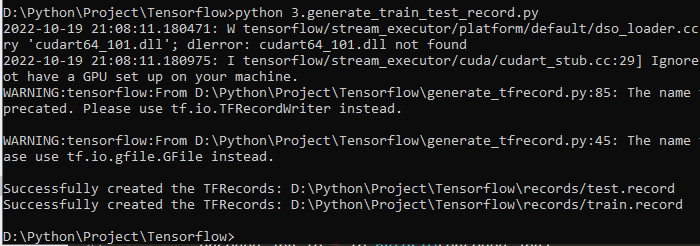 D:\Python\Project\Tensorflow>python 3.generate_train_test_record.py
2022-10-19 21:08:11.180471: W tensorflow/stream_executor/platform/default/dso_loader.cc
ry 'cudart64_101.dll'; dlerror: cudart64_101.dll not found
2022-10-19 21:08:11.180975: I tensorflow/stream_executor/cuda/cudart_stub.cc:29] Ignore
ot have a GPU set up on your machine.
WARNING:tensorflow:From D:\Python\Project\Tensorflow\generate_tfrecord.py:85: The name t
precated. Please use tf.io.TFRecordWriter instead.
WARNING:tensorflow:From D:\Python\Project\Tensorflow\generate_tfrecord.py:45: The name t
ase use tf.io.gfile.GFile instead.
Successfully created the TFRecords: D:\Python\Project\Tensorflow\records/test.record
Successfully created the TFRecords: D:\Python\Project\Tensorflow\records/train.record
D:\Python\Project\Tensorflow>